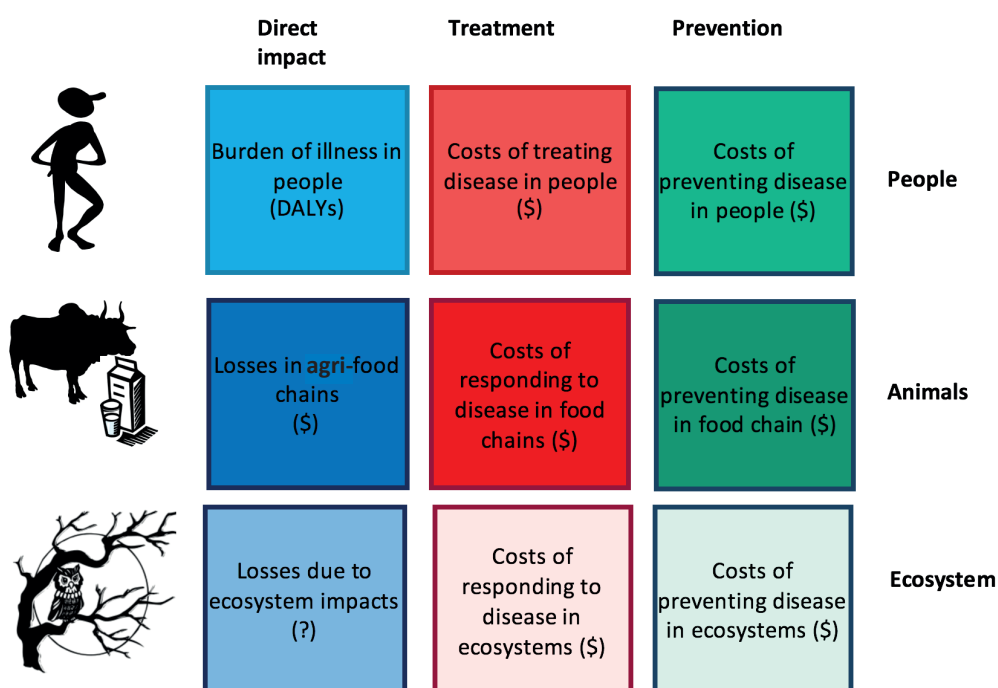 Direct
impact
Treatment
Prevention
Burden of illness in
people
(DALYs)
Costs of treating
disease in people
($)
Costs of
preventing disease
in people ($)
People
Losses in agri-food
chains
($)
Costs of
responding to
disease in food
chains ($)
Costs of
preventing disease
in food chain ($)
Animals
Losses due to
ecosystem impacts
(?)
Costs of
responding to
disease in
ecosystems ($)
Costs of
preventing disease
in ecosystems ($)
Ecosystem